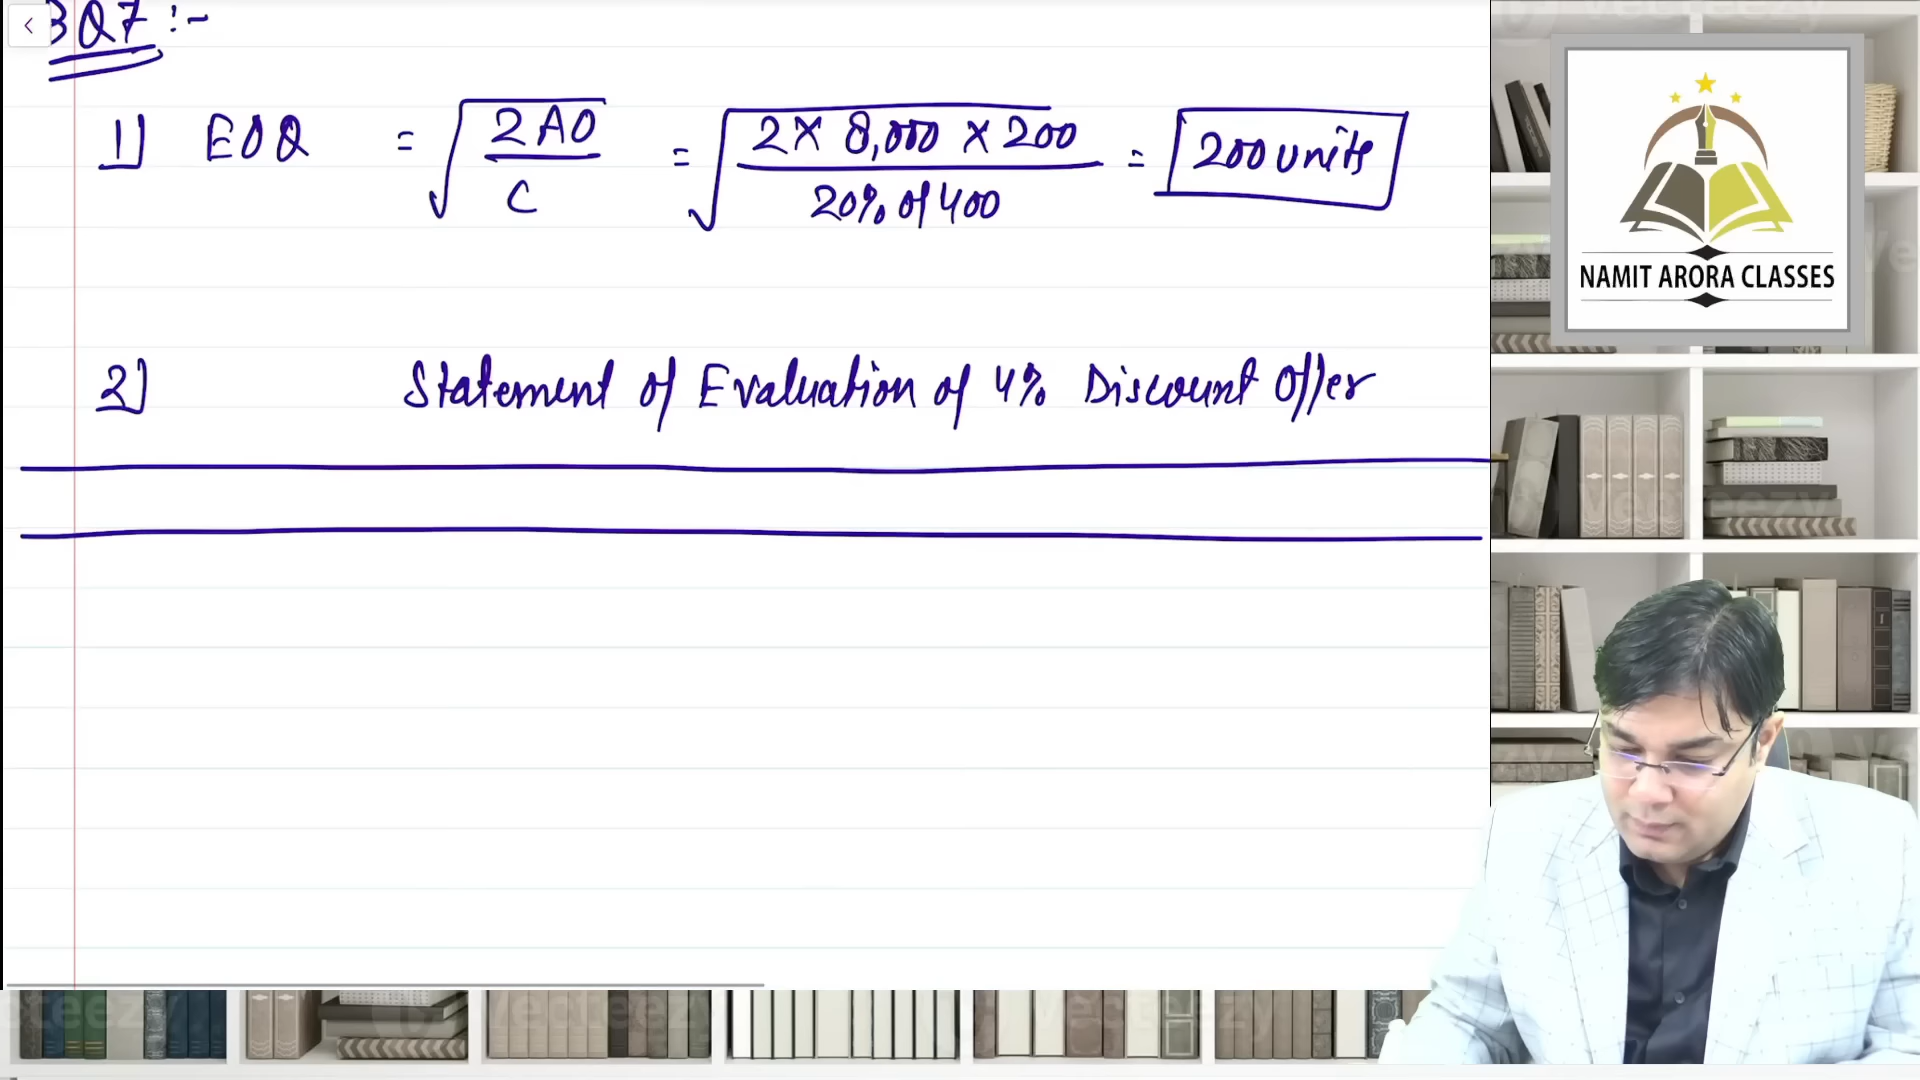 BQ7 :-
1) EOQ = √2AO/C = √2 X 8,000 X 200/20% of 400 = 200 units
2) Statement of Evaluation of 4% Discount Offer
NAMIT ARORA CLASSES